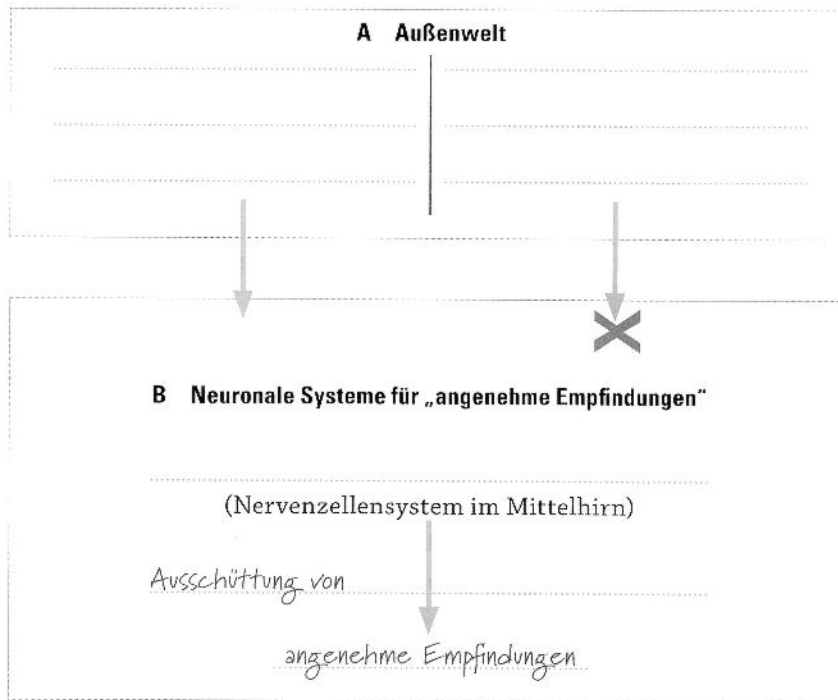 A Außenwelt
B Neuronale Systeme für „angenehme Empfindungen“
(Nervenzellensystem im Mittelhirn)
Ausschüttung von
angenehme Empfindungen